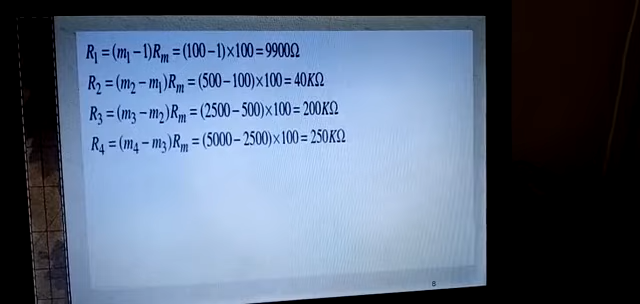 R₁ = (m₁ − 1)Rₘ = (100 − 1)×100 = 9900Ω
R₂ = (m₂ − m₁)Rₘ = (500 − 100)×100 = 40KΩ
R₃ = (m₃ − m₂)Rₘ = (2500 − 500)×100 = 200KΩ
R₄ = (m₄ − m₃)Rₘ = (5000 − 2500)×100 = 250KΩ
8